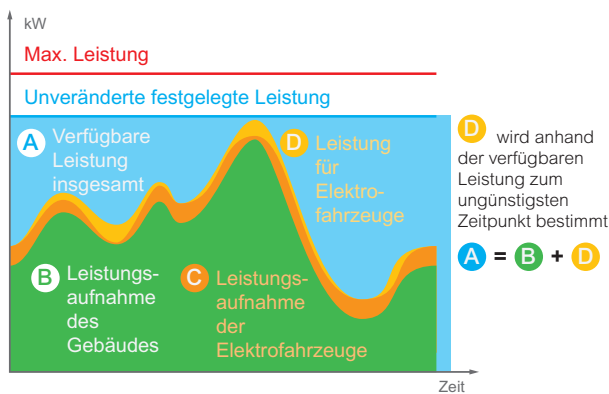 kW
Max. Leistung
Unveränderte festgelegte Leistung
A Verfügbare
Leistung
insgesamt
D Leistung
für
Elektro-
fahrzeuge
B Leistungs-
aufnahme
des
Gebäudes
C Leistungs-
aufnahme
der
Elektrofahrzeuge
Zeit
D wird anhand
der verfügbaren
Leistung zum
ungünstigsten
Zeitpunkt bestimmt
A = B + D